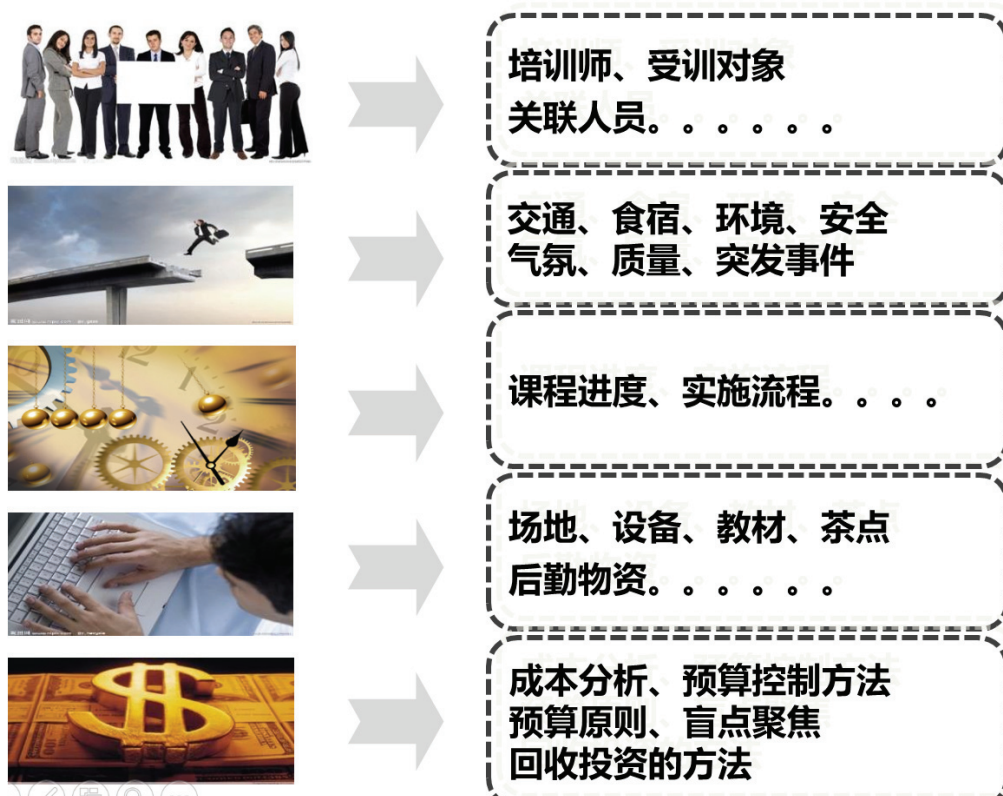 培训师、受训对象
关联人员。。。。。。
交通、食宿、环境、安全
气氛、质量、突发事件
课程进度、实施流程。。。。
场地、设备、教材、茶点
后勤物资。。。。。。
成本分析、预算控制方法
预算原则、盲点聚焦
回收投资的方法